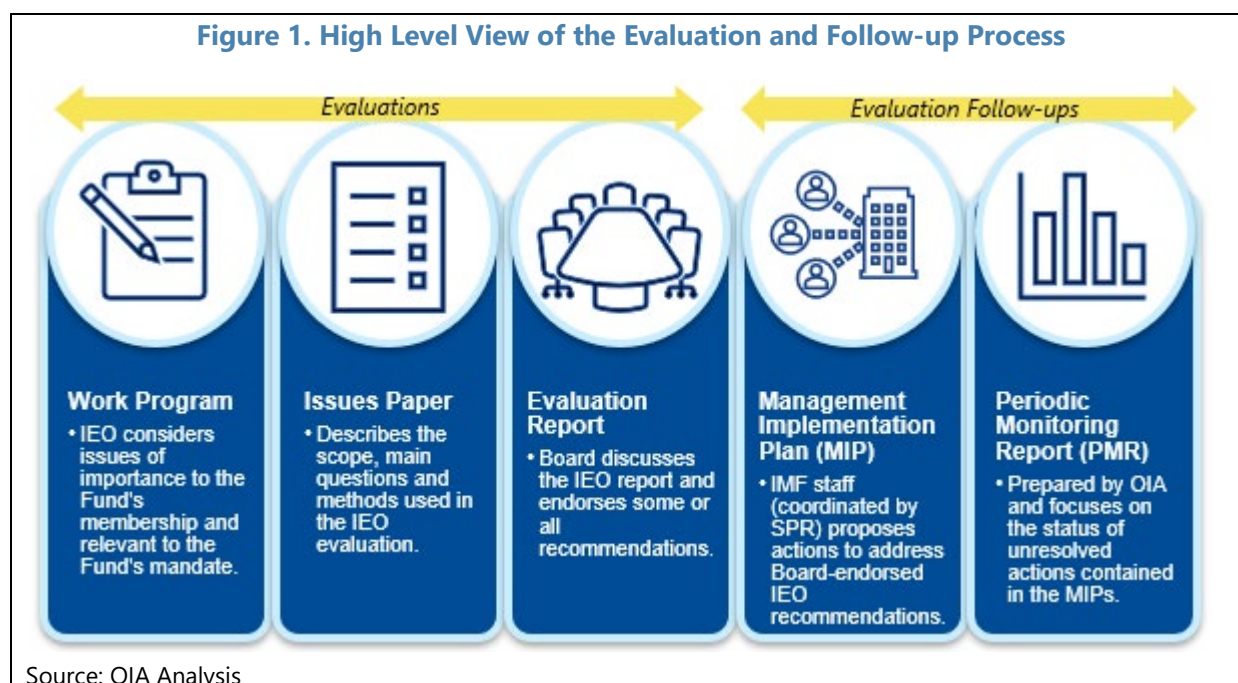 Figure 1. High Level View of the Evaluation and Follow-up Process
Evaluations
Evaluation Follow-ups
Work Program
• IEO considers
issues of
importance to the
Fund's
membership and
relevant to the
Fund's mandate.
Issues Paper
• Describes the
scope, main
questions and
methods used in
the IEO
evaluation.
Evaluation
Report
• Board discusses
the IEO report and
endorses some or
all
recommendations.
Management
Implementation
Plan (MIP)
• IMF staff
(coordinated by
SPR) proposes
actions to address
Board-endorsed
IEO
recommendations.
Periodic
Monitoring
Report (PMR)
• Prepared by OIA
and focuses on
the status of
unresolved
actions contained
in the MIPs.
Source: OIA Analysis